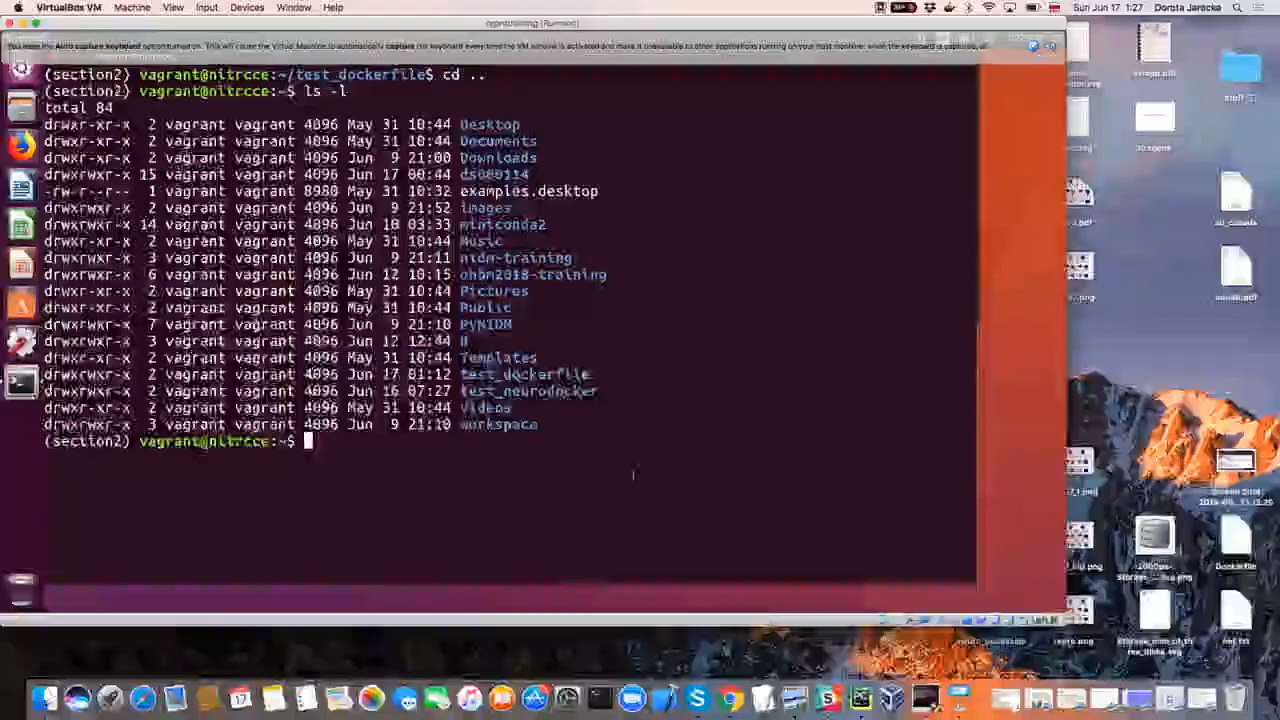 VirtualBox VM Machine View Input Devices Window Help
Sun Jun 17 1:27 Dorota Jarecka
(section2) vagrant@nitrcce:~/test_dockerfile$ cd ..
(section2) vagrant@nitrcce:~$ ls -l
total 84
drwxr-xr-x 2 vagrant vagrant 4096 May 31 10:44 Desktop
drwxr-xr-x 2 vagrant vagrant 4096 May 31 10:44 Documents
drwxr-xr-x 2 vagrant vagrant 4096 Jun 9 21:00 Downloads
drwxrwxr-x 15 vagrant vagrant 4096 Jun 17 00:44 ds000114
-rw-r--r-- 1 vagrant vagrant 8980 May 31 10:32 examples.desktop
drwxrwxr-x 2 vagrant vagrant 4096 Jun 9 21:52 images
drwxrwxr-x 14 vagrant vagrant 4096 Jun 10 03:33 miniconda2
drwxr-xr-x 2 vagrant vagrant 4096 May 31 10:44 Music
drwxrwxr-x 3 vagrant vagrant 4096 Jun 9 21:11 nidm-training
drwxrwxr-x 6 vagrant vagrant 4096 Jun 12 10:15 ohbm2018-training
drwxr-xr-x 2 vagrant vagrant 4096 May 31 10:44 Pictures
drwxr-xr-x 2 vagrant vagrant 4096 May 31 10:44 Public
drwxrwxr-x 7 vagrant vagrant 4096 Jun 9 21:10 PyNIDM
drwxrwxr-x 3 vagrant vagrant 4096 Jun 12 12:44 R
drwxr-xr-x 2 vagrant vagrant 4096 May 31 10:44 Templates
drwxrwxr-x 2 vagrant vagrant 4096 Jun 17 01:12 test_dockerfile
drwxrwxr-x 2 vagrant vagrant 4096 Jun 16 07:27 test_neurodocker
drwxr-xr-x 2 vagrant vagrant 4096 May 31 10:44 Videos
drwxrwxr-x 3 vagrant vagrant 4096 Jun 9 21:10 workspace
(section2) vagrant@nitrcce:~$
Dockerfile